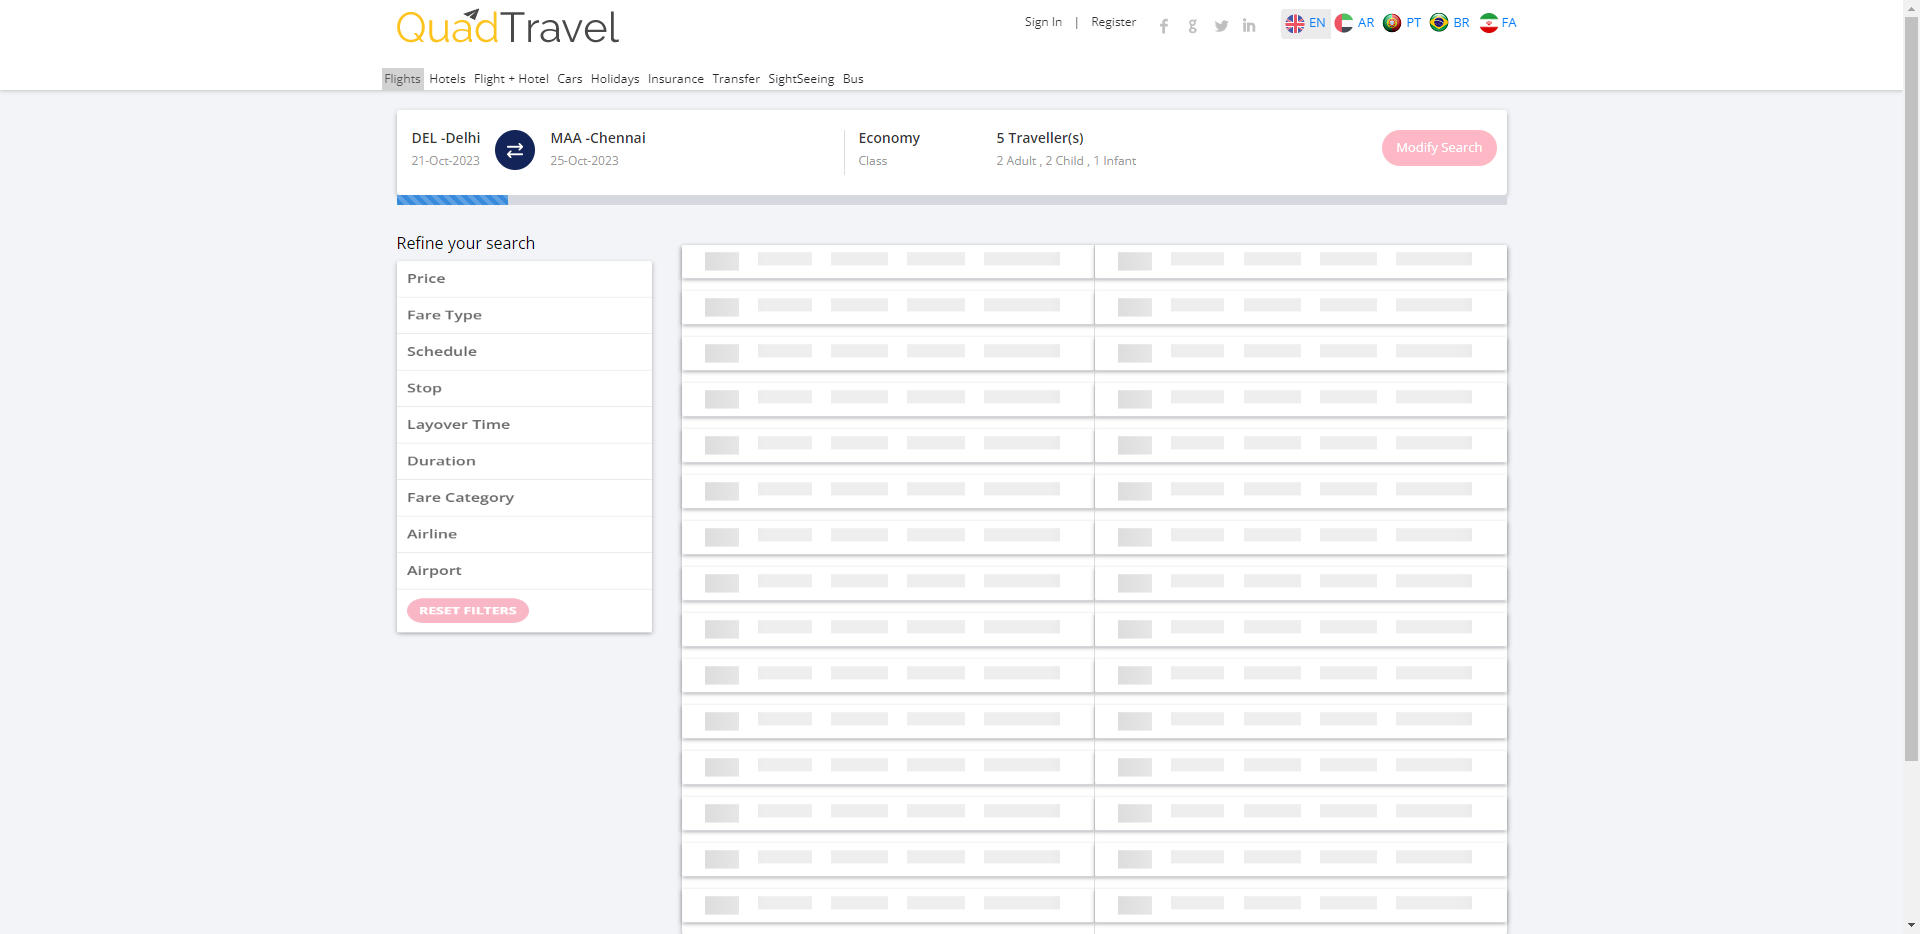 QuadTravel
Sign In | Register
EN AR PT BR FA
Flights Hotels Flight + Hotel Cars Holidays Insurance Transfer SightSeeing Bus
DEL -Delhi MAA -Chennai Economy 5 Traveller(s)
21-Oct-2023 25-Oct-2023 Class 2 Adult , 2 Child , 1 Infant
Modify Search
Refine your search
Price
Fare Type
Schedule
Stop
Layover Time
Duration
Fare Category
Airline
Airport
RESET FILTERS